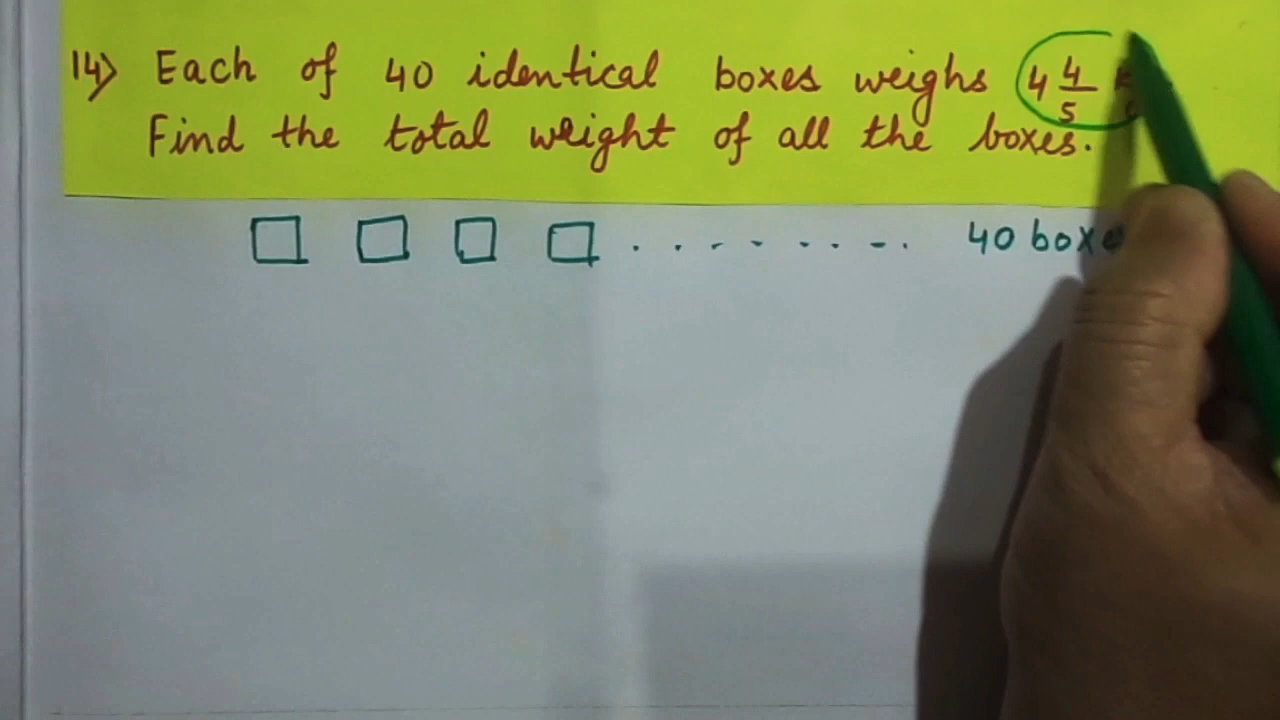 14) Each of 40 identical boxes weighs 4 4/5
Find the total weight of all the boxes.
40